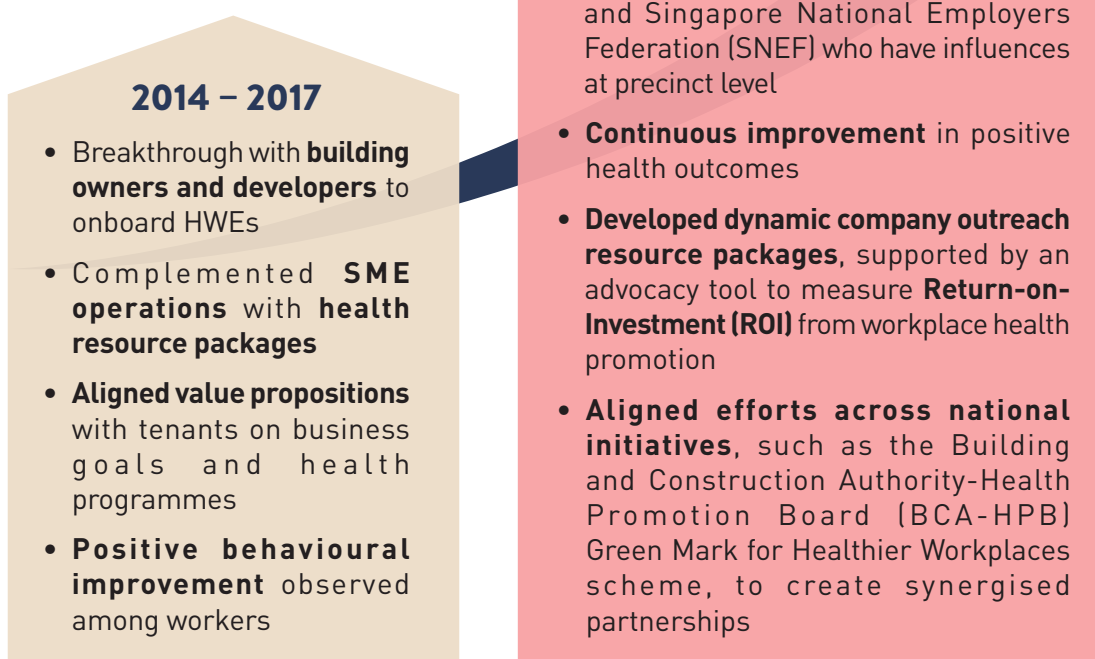 2014 – 2017
• Breakthrough with building
owners and developers to
onboard HWEs
• Complemented SME
operations with health
resource packages
• Aligned value propositions
with tenants on business
goals and health
programmes
• Positive behavioural
improvement observed
among workers
and Singapore National Employers
Federation (SNEF) who have influences
at precinct level
• Continuous improvement in positive
health outcomes
• Developed dynamic company outreach
resource packages, supported by an
advocacy tool to measure Return-on-
Investment (ROI) from workplace health
promotion
• Aligned efforts across national
initiatives, such as the Building
and Construction Authority-Health
Promotion Board (BCA-HPB)
Green Mark for Healthier Workplaces
scheme, to create synergised
partnerships